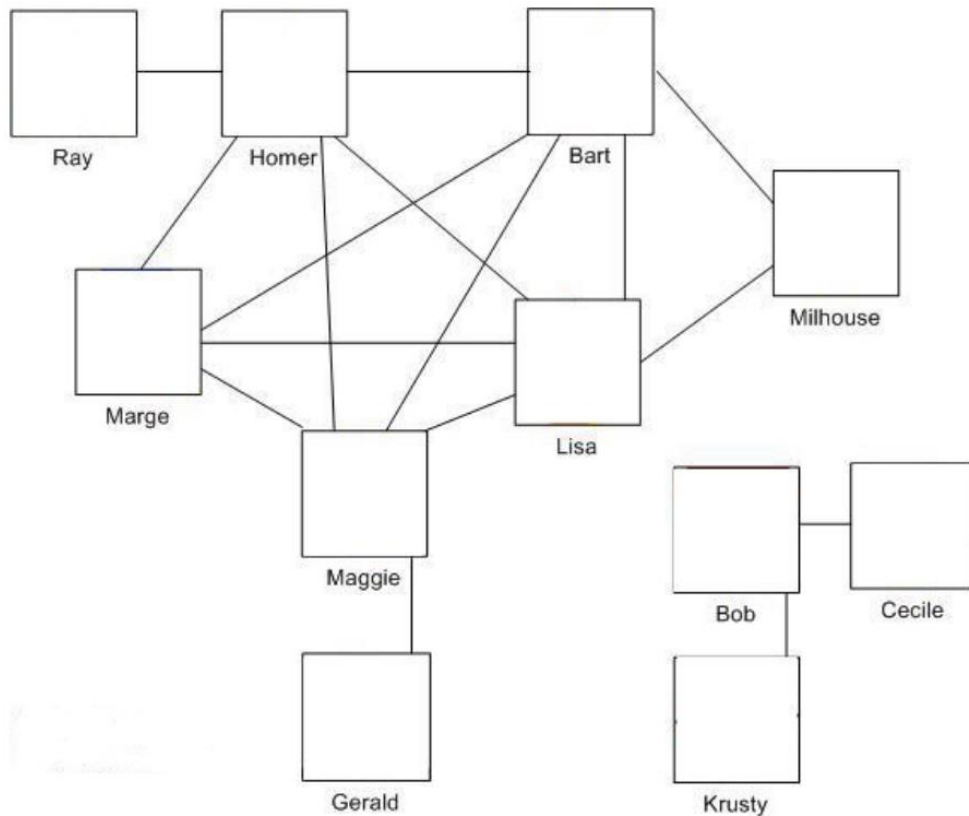 Ray
Homer
Bart
Milhouse
Marge
Lisa
Maggie
Bob
Cecile
Gerald
Krusty